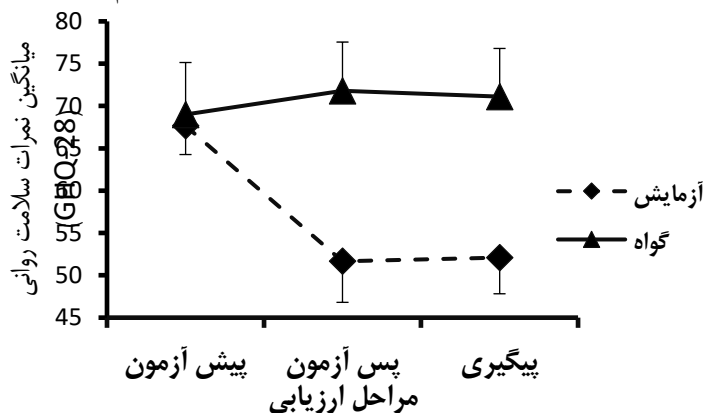 میانگین نمرات سلامت روانی
(GHQ-28)
80
75
70
65
60
55
50
45
پیش آزمون
پس آزمون
پیگیری
مراحل ارزیابی
آزمایش
گواه